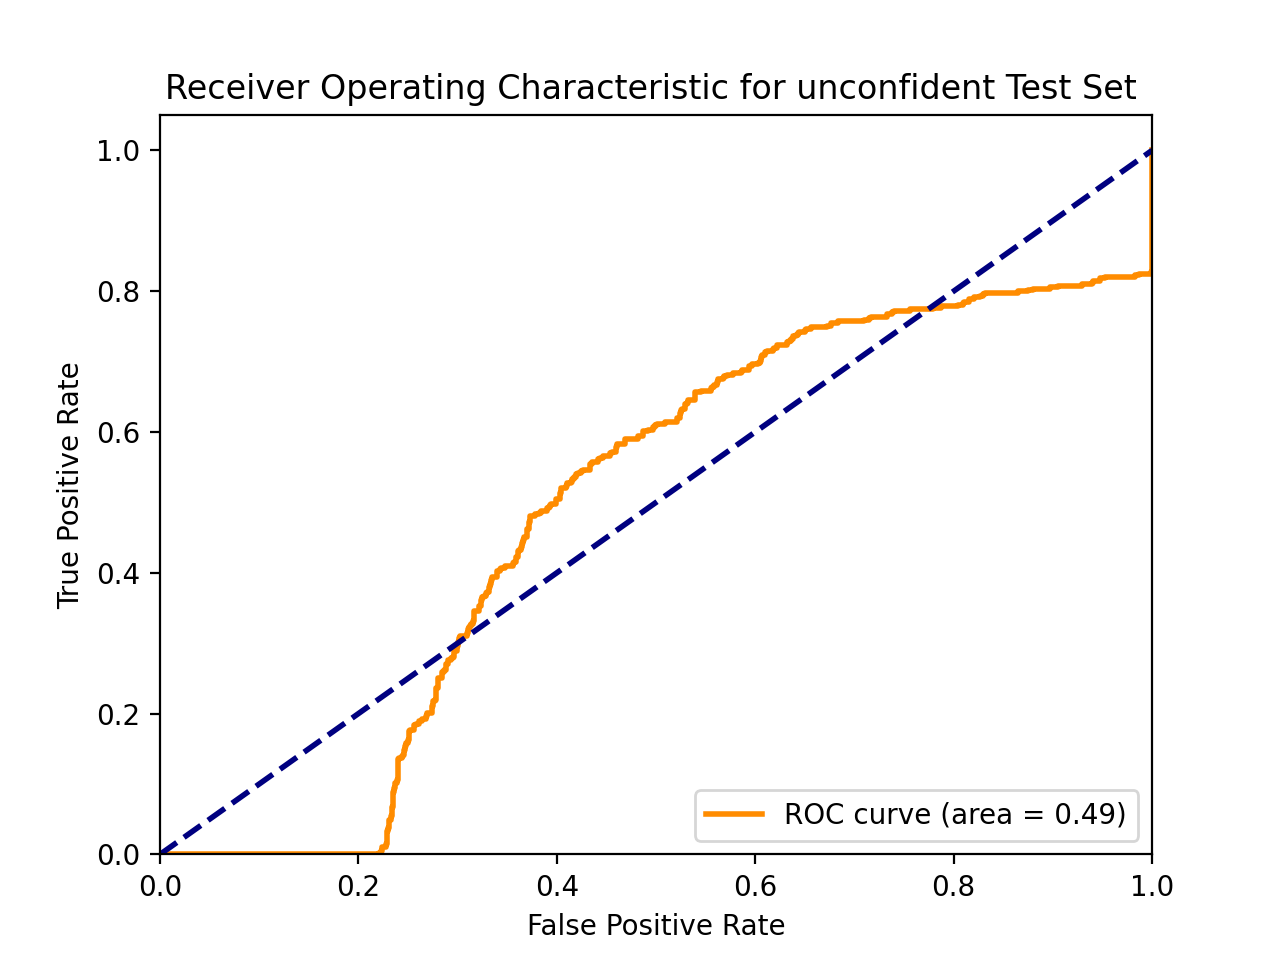 Receiver Operating Characteristic for unconfident Test Set
True Positive Rate
1.0
0.8
0.6
0.4
0.2
0.0
ROC curve (area = 0.49)
0.0 0.2 0.4 0.6 0.8 1.0
False Positive Rate